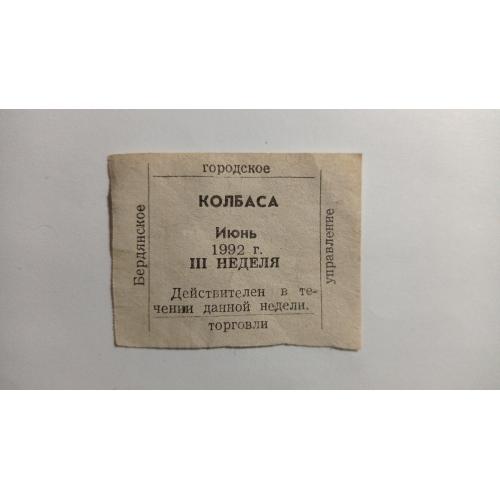 Бердянское
городское
управление
торговли
КОЛБАСА
Июнь
1992 г.
III НЕДЕЛЯ
Действителен в те-
чении данной недели.